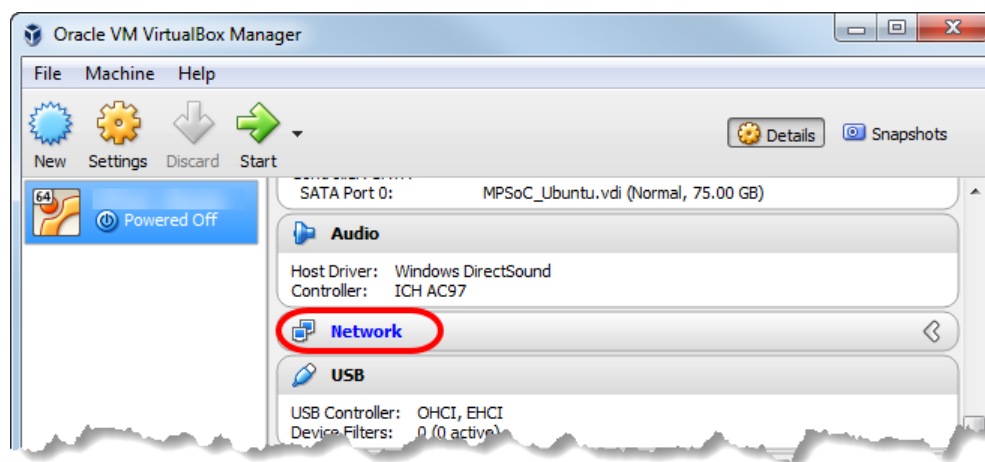 Oracle VM VirtualBox Manager
File Machine Help
New Settings Discard Start
Details Snapshots
64
Powered Off
SATA Port 0: MPSoC_Ubuntu.vdi (Normal, 75.00 GB)
Audio
Host Driver: Windows DirectSound
Controller: ICH AC97
Network
USB
USB Controller: OHCI, EHCI
Device Filters: 0 (0 active)